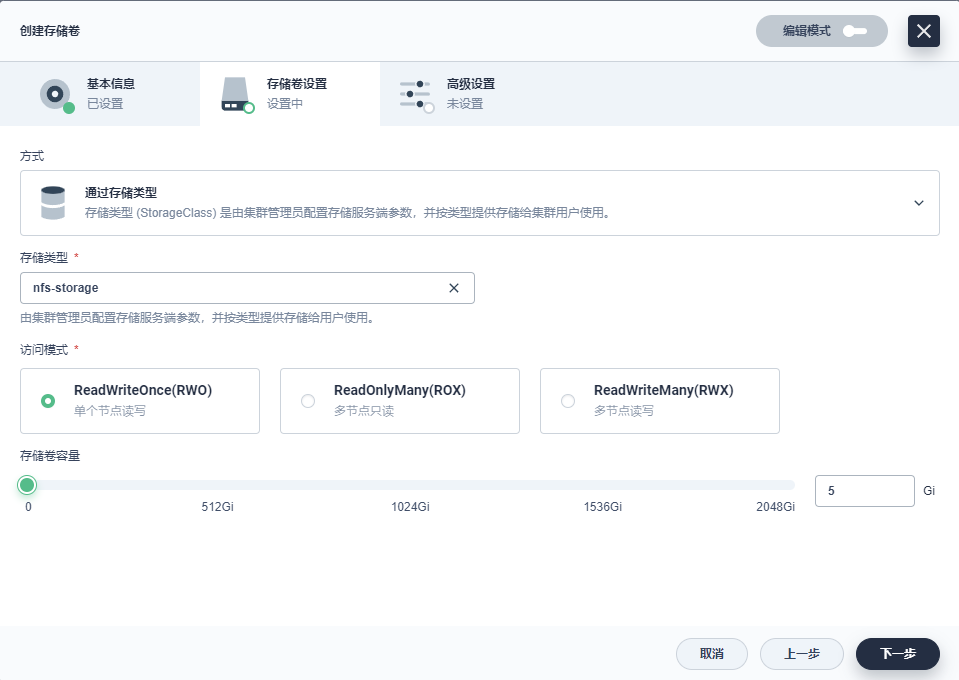 创建存储卷
编辑模式
基本信息
已设置
存储卷设置
设置中
高级设置
未设置
方式
通过存储类型
存储类型 (StorageClass) 是由集群管理员配置存储服务端参数，并按类型提供存储给集群用户使用。
存储类型 *
nfs-storage
由集群管理员配置存储服务端参数，并按类型提供存储给用户使用。
访问模式 *
ReadWriteOnce(RWO)
单个节点读写
ReadOnlyMany(ROX)
多节点只读
ReadWriteMany(RWX)
多节点读写
存储卷容量
0 512Gi 1024Gi 1536Gi 2048Gi
5 Gi
取消 上一步 下一步